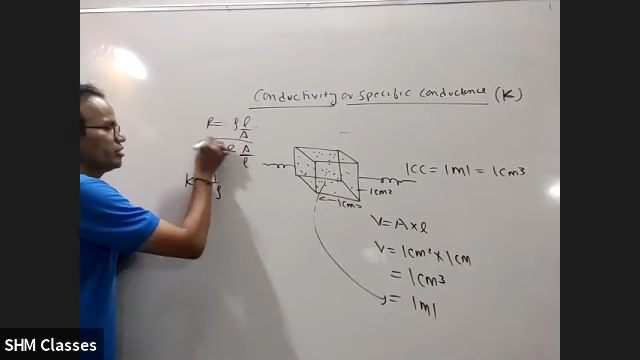 Conductivity or Specific Conductance (K)
R = ρ l/A
A/l
K
ρ
1cm2
1cm
1CC = 1ml = 1cm3
V = A x l
V = 1cm2 x 1cm
= 1cm3
= 1ml
SHM Classes